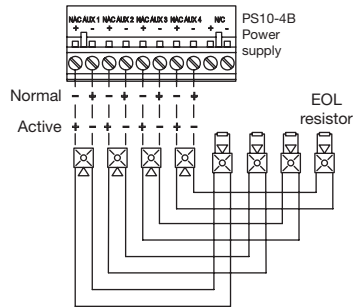 NAC AUX 1 NAC AUX 2 NAC AUX 3 NAC AUX 4 N/C
+ - + - + - + - + -
PS10-4B
Power
supply
Normal - + - + - + - +
Active + - + - + - + -
EOL
resistor